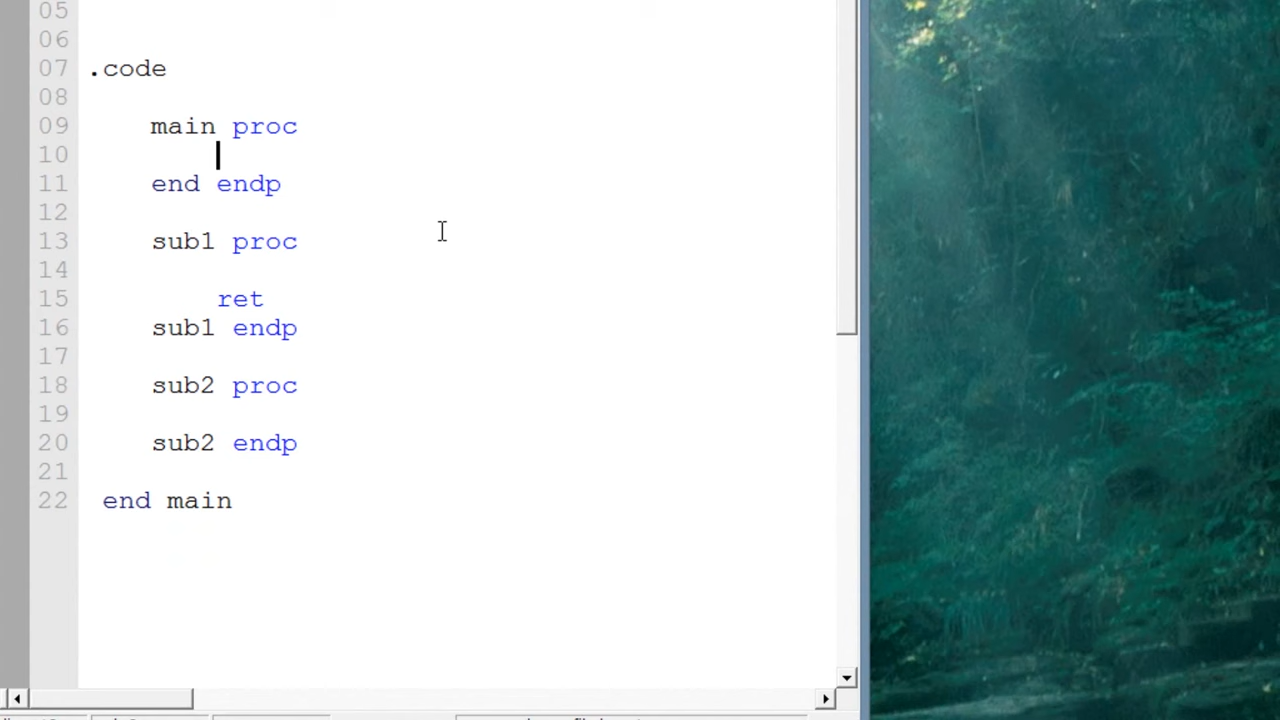 05
06
07 .code
08
09 main proc
10
11 end endp
12
13 sub1 proc
14
15 ret
16 sub1 endp
17
18 sub2 proc
19
20 sub2 endp
21
22 end main